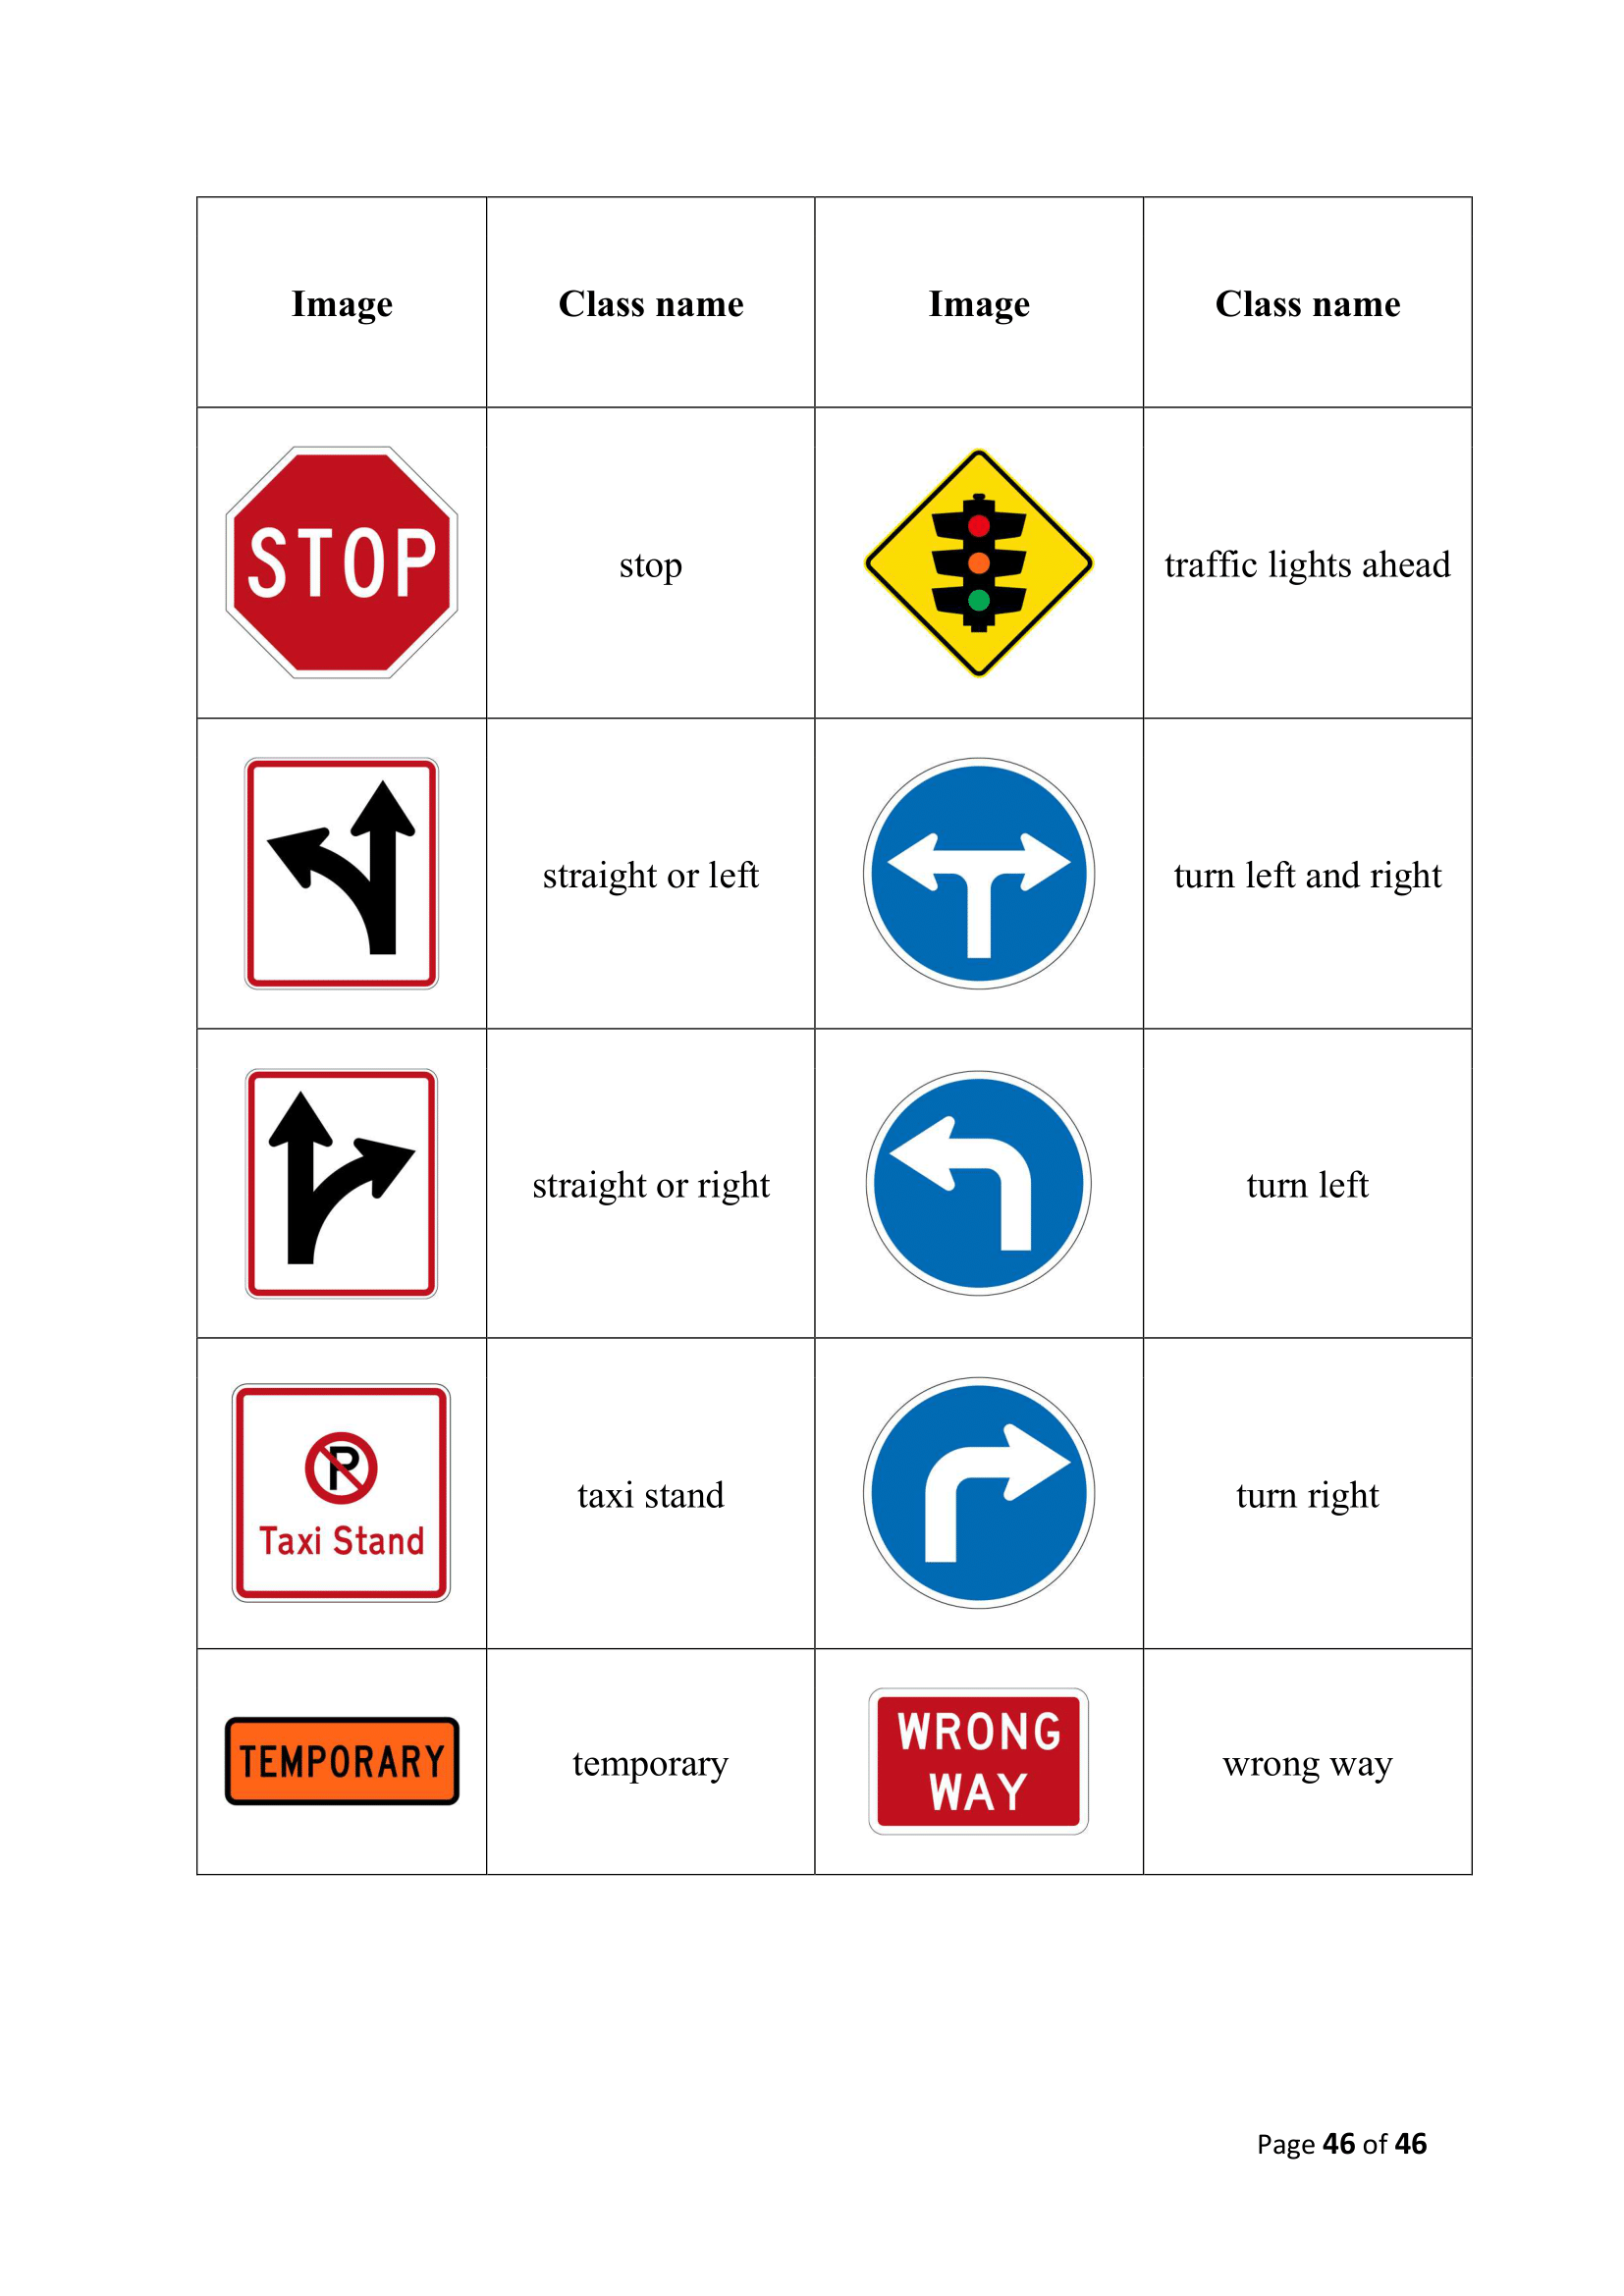 Image Class name Image Class name
STOP stop traffic lights ahead
straight or left turn left and right
straight or right turn left
P
Taxi Stand taxi stand turn right
TEMPORARY temporary WRONG
WAY wrong way
Page 46 of 46